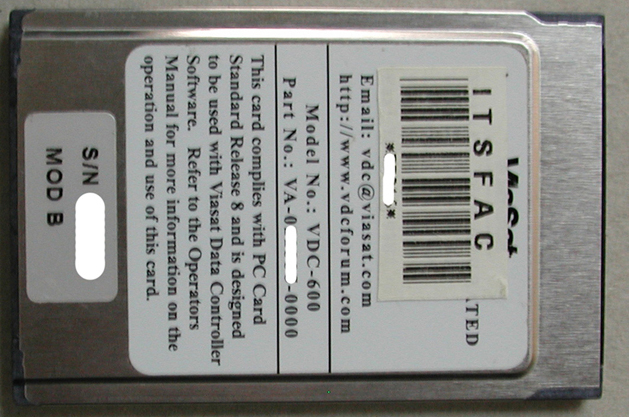 ViaSat
ITSFAC
Email: vdc@viasat.com
http://www.vdcforum.com
Model No.: VDC-600
Part No.: VA-0 -0000
This card complies with PC Card
Standard Release 8 and is designed
to be used with Viasat Data Controller
Software. Refer to the Operators
Manual for more information on the
operation and use of this card.
S/N
MOD B